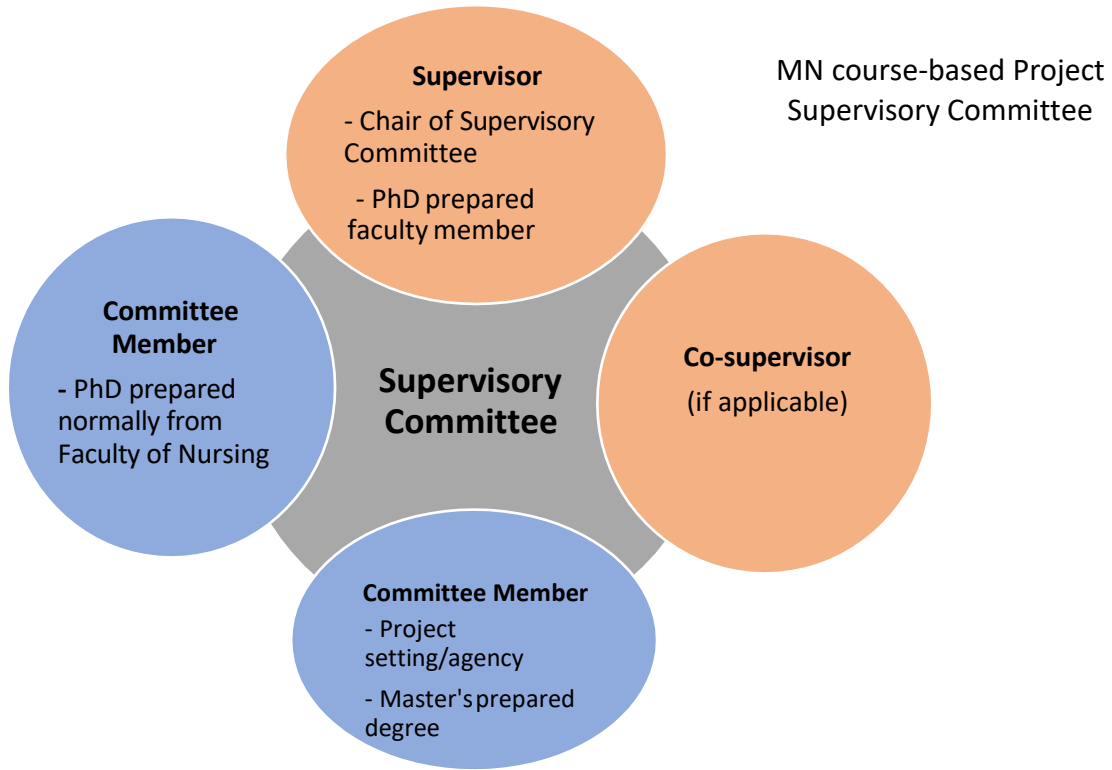 MN course-based Project
Supervisory Committee
Supervisor
- Chair of Supervisory
Committee
- PhD prepared
faculty member
Committee
Member
- PhD prepared
normally from
Faculty of Nursing
Supervisory
Committee
Co-supervisor
(if applicable)
Committee Member
- Project
setting/agency
- Master's prepared
degree